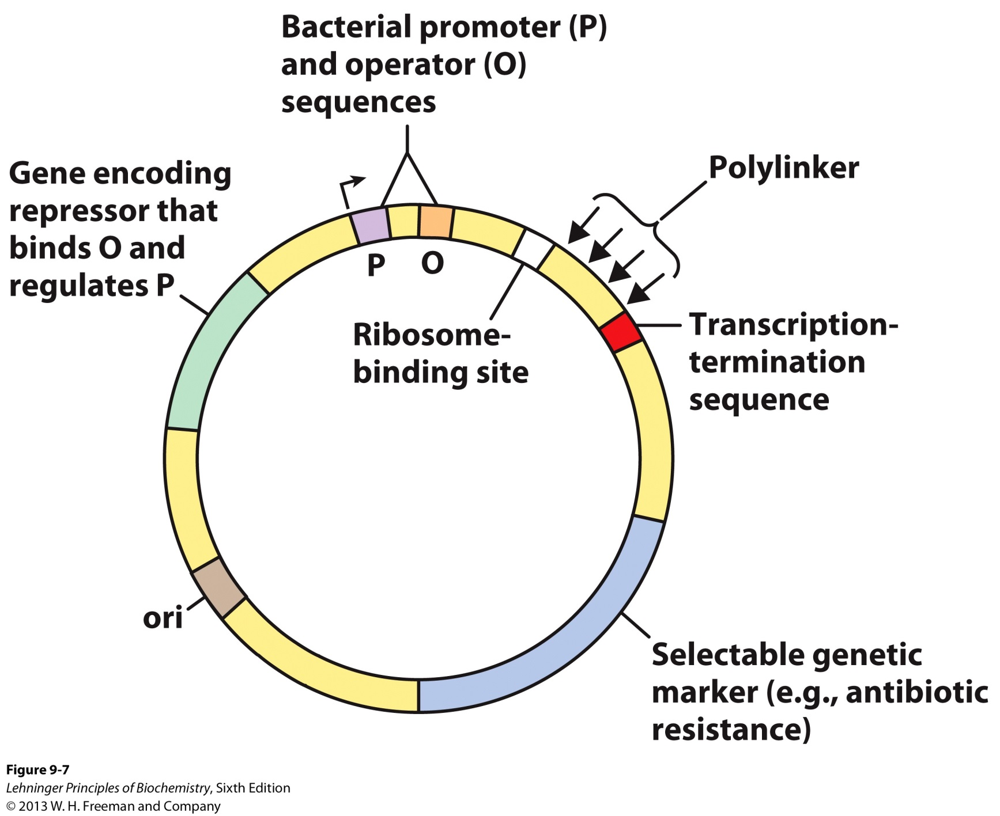 Bacterial promoter (P)
and operator (O)
sequences
Gene encoding
repressor that
binds O and
regulates P
Polylinker
P
O
Ribosome-
binding site
Transcription-
termination
sequence
ori
Selectable genetic
marker (e.g., antibiotic
resistance)
Figure 9-7
Lehninger Principles of Biochemistry, Sixth Edition
© 2013 W. H. Freeman and Company